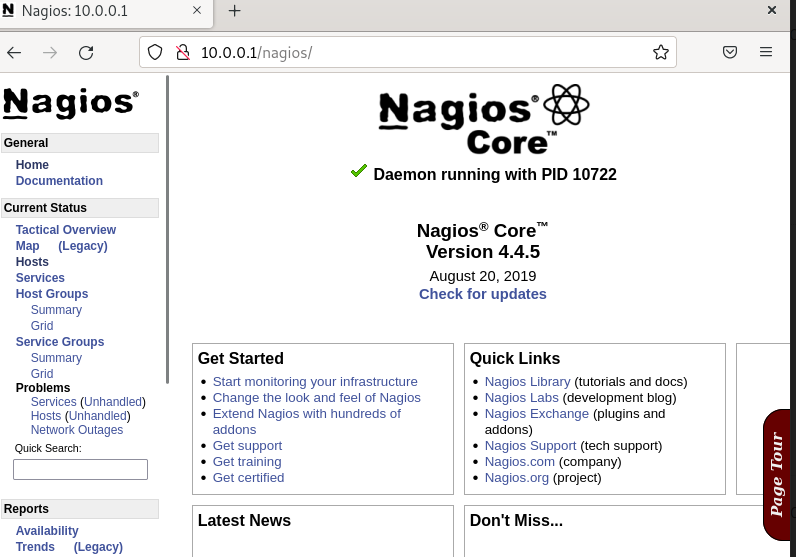 Nagios: 10.0.0.1
10.0.0.1/nagios/
Nagios®
General
Home
Documentation
Current Status
Tactical Overview
Map (Legacy)
Hosts
Services
Host Groups
Summary
Grid
Service Groups
Summary
Grid
Problems
Services (Unhandled)
Hosts (Unhandled)
Network Outages
Quick Search:
Reports
Availability
Trends (Legacy)
Nagios®
Core™
Daemon running with PID 10722
Nagios® Core™
Version 4.4.5
August 20, 2019
Check for updates
Get Started
• Start monitoring your infrastructure
• Change the look and feel of Nagios
• Extend Nagios with hundreds of
addons
• Get support
• Get training
• Get certified
Quick Links
• Nagios Library (tutorials and docs)
• Nagios Labs (development blog)
• Nagios Exchange (plugins and
addons)
• Nagios Support (tech support)
• Nagios.com (company)
• Nagios.org (project)
Latest News
Don't Miss...
Page Tour